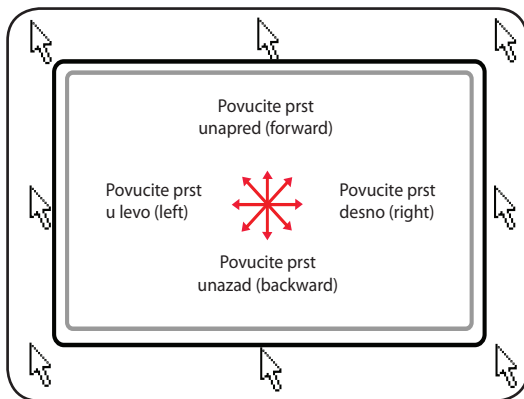 Povucite prst
unapred (forward)
Povucite prst
u levo (left)
Povucite prst
desno (right)
Povucite prst
unazad (backward)